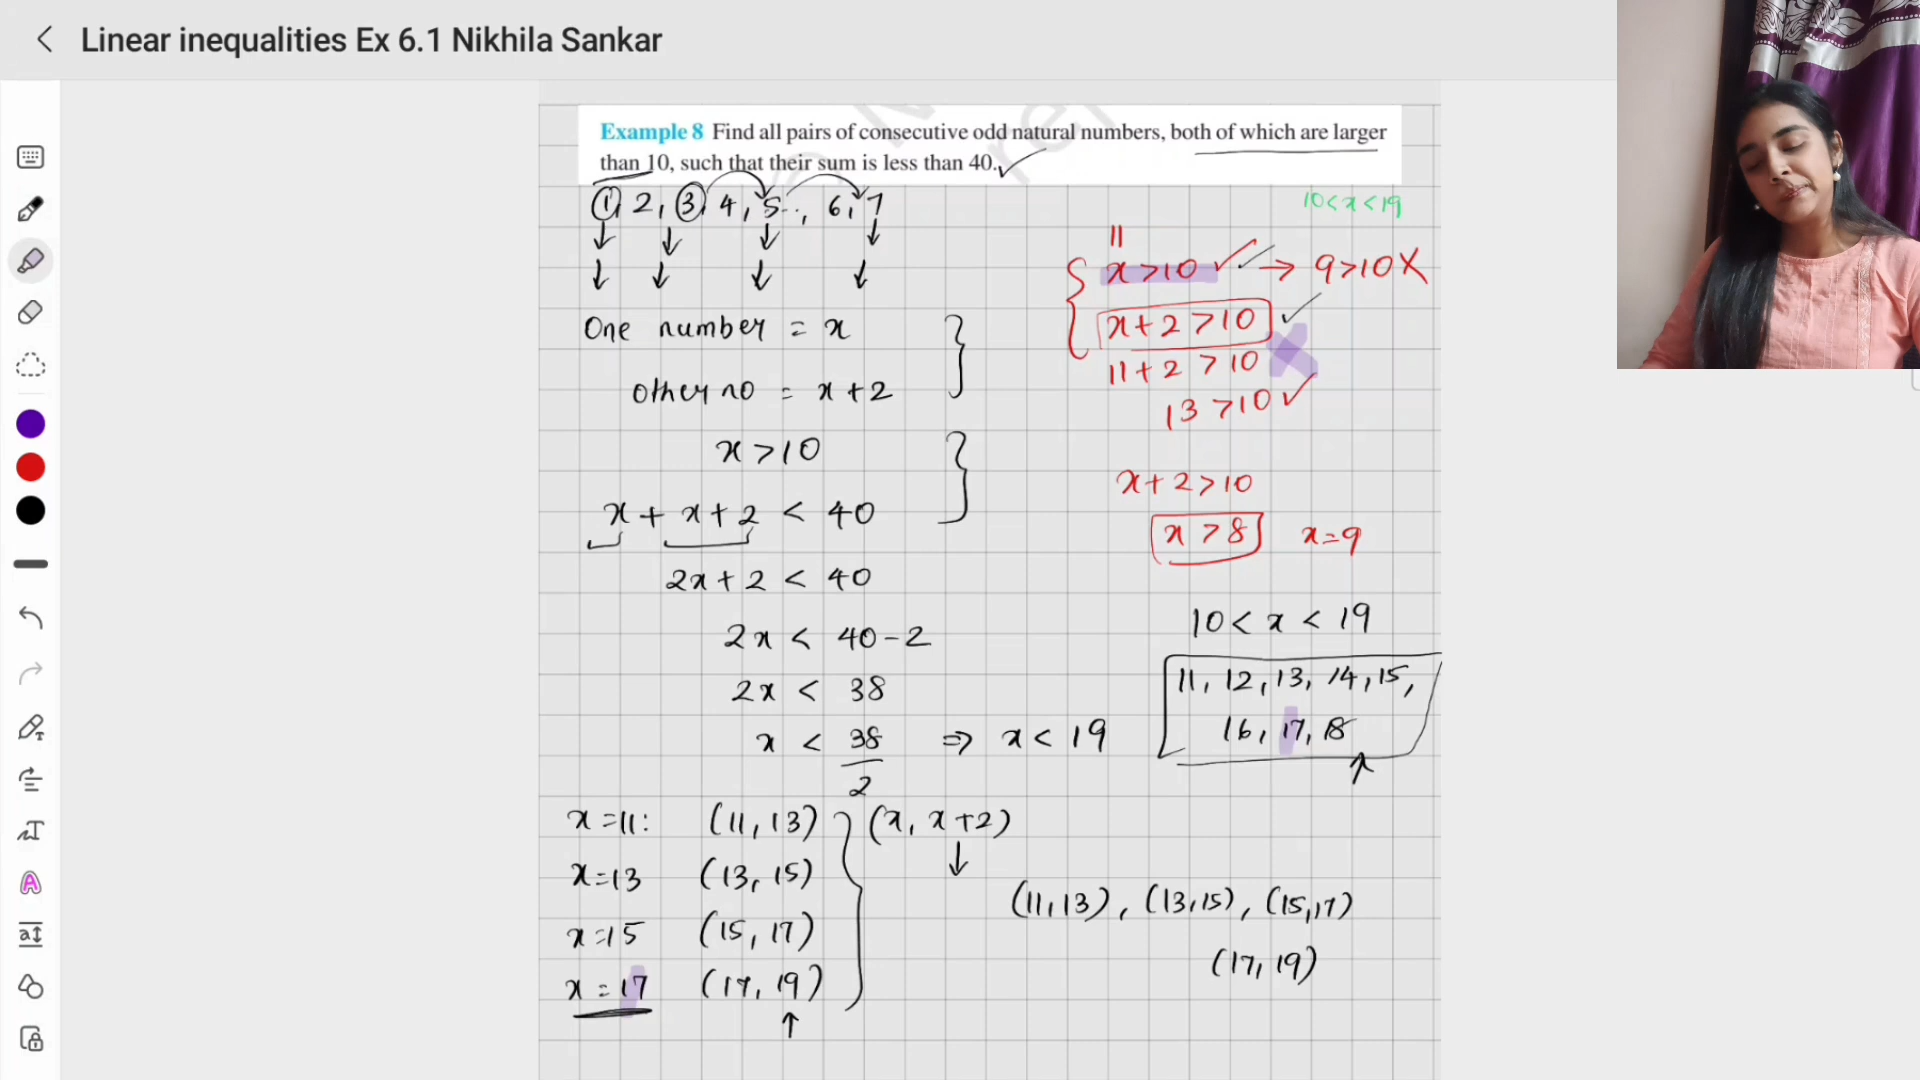 Linear inequalities Ex 6.1 Nikhila Sankar
Example 8 Find all pairs of consecutive odd natural numbers, both of which are larger
than 10, such that their sum is less than 40.
1, 2, 3, 4, 5..., 6, 7
One number = x
other no = x+2
x > 10
x + x+2 < 40
2x+2 < 40
2x < 40-2
2x < 38
x < 38/2 ⇒ x < 19
x=11: (11, 13) (x, x+2)
x=13 (13, 15)
x=15 (15, 17)
x=17 (17, 19)
10<x<19
11
x>10 ✓ → 9>10 X
x+2 >10 ✓
11+2 >10
13 >10 ✓
x+2>10
x >8 x=9
10 < x < 19
11, 12, 13, 14, 15,
16, 17, 18
(11,13), (13,15), (15,17)
(17, 19)